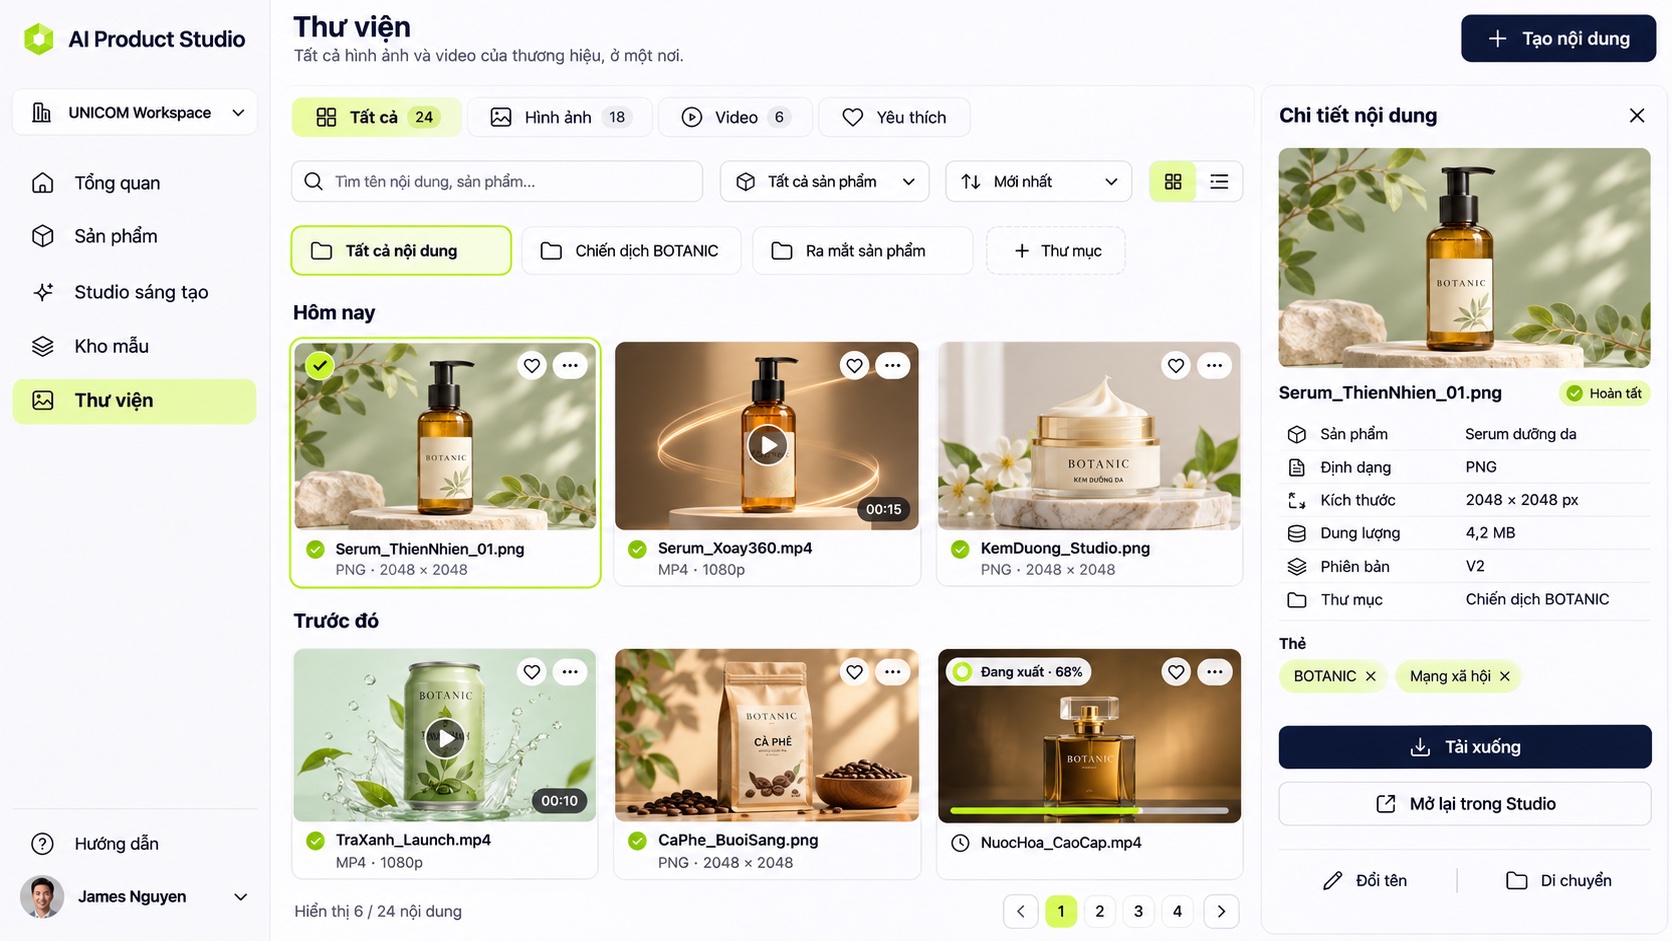 AI Product Studio
UNICOM Workspace
Tổng quan
Sản phẩm
Studio sáng tạo
Kho mẫu
Thư viện
Hướng dẫn
James Nguyen
Thư viện
Tất cả hình ảnh và video của thương hiệu, ở một nơi.
Tạo nội dung
Tất cả 24
Hình ảnh 18
Video 6
Yêu thích
Tìm tên nội dung, sản phẩm...
Tất cả sản phẩm
Mới nhất
Tất cả nội dung
Chiến dịch BOTANIC
Ra mắt sản phẩm
Thư mục
Hôm nay
BOTANIC
Serum_ThienNhien_01.png
PNG · 2048 × 2048
00:15
Serum_Xoay360.mp4
MP4 · 1080p
BOTANIC
KEM DƯỠNG DA
KemDuong_Studio.png
PNG · 2048 × 2048
Trước đó
BOTANIC
00:10
TraXanh_Launch.mp4
MP4 · 1080p
BOTANIC
CÀ PHÊ
CaPhe_BuoiSang.png
PNG · 2048 × 2048
Đang xuất · 68%
BOTANIC
NuocHoa_CaoCap.mp4
Hiển thị 6 / 24 nội dung
1 2 3 4
Chi tiết nội dung
BOTANIC
Serum_ThienNhien_01.png
Hoàn tất
Sản phẩm Serum dưỡng da
Định dạng PNG
Kích thước 2048 × 2048 px
Dung lượng 4,2 MB
Phiên bản V2
Thư mục Chiến dịch BOTANIC
Thẻ
BOTANIC ×
Mạng xã hội ×
Tải xuống
Mở lại trong Studio
Đổi tên
Di chuyển